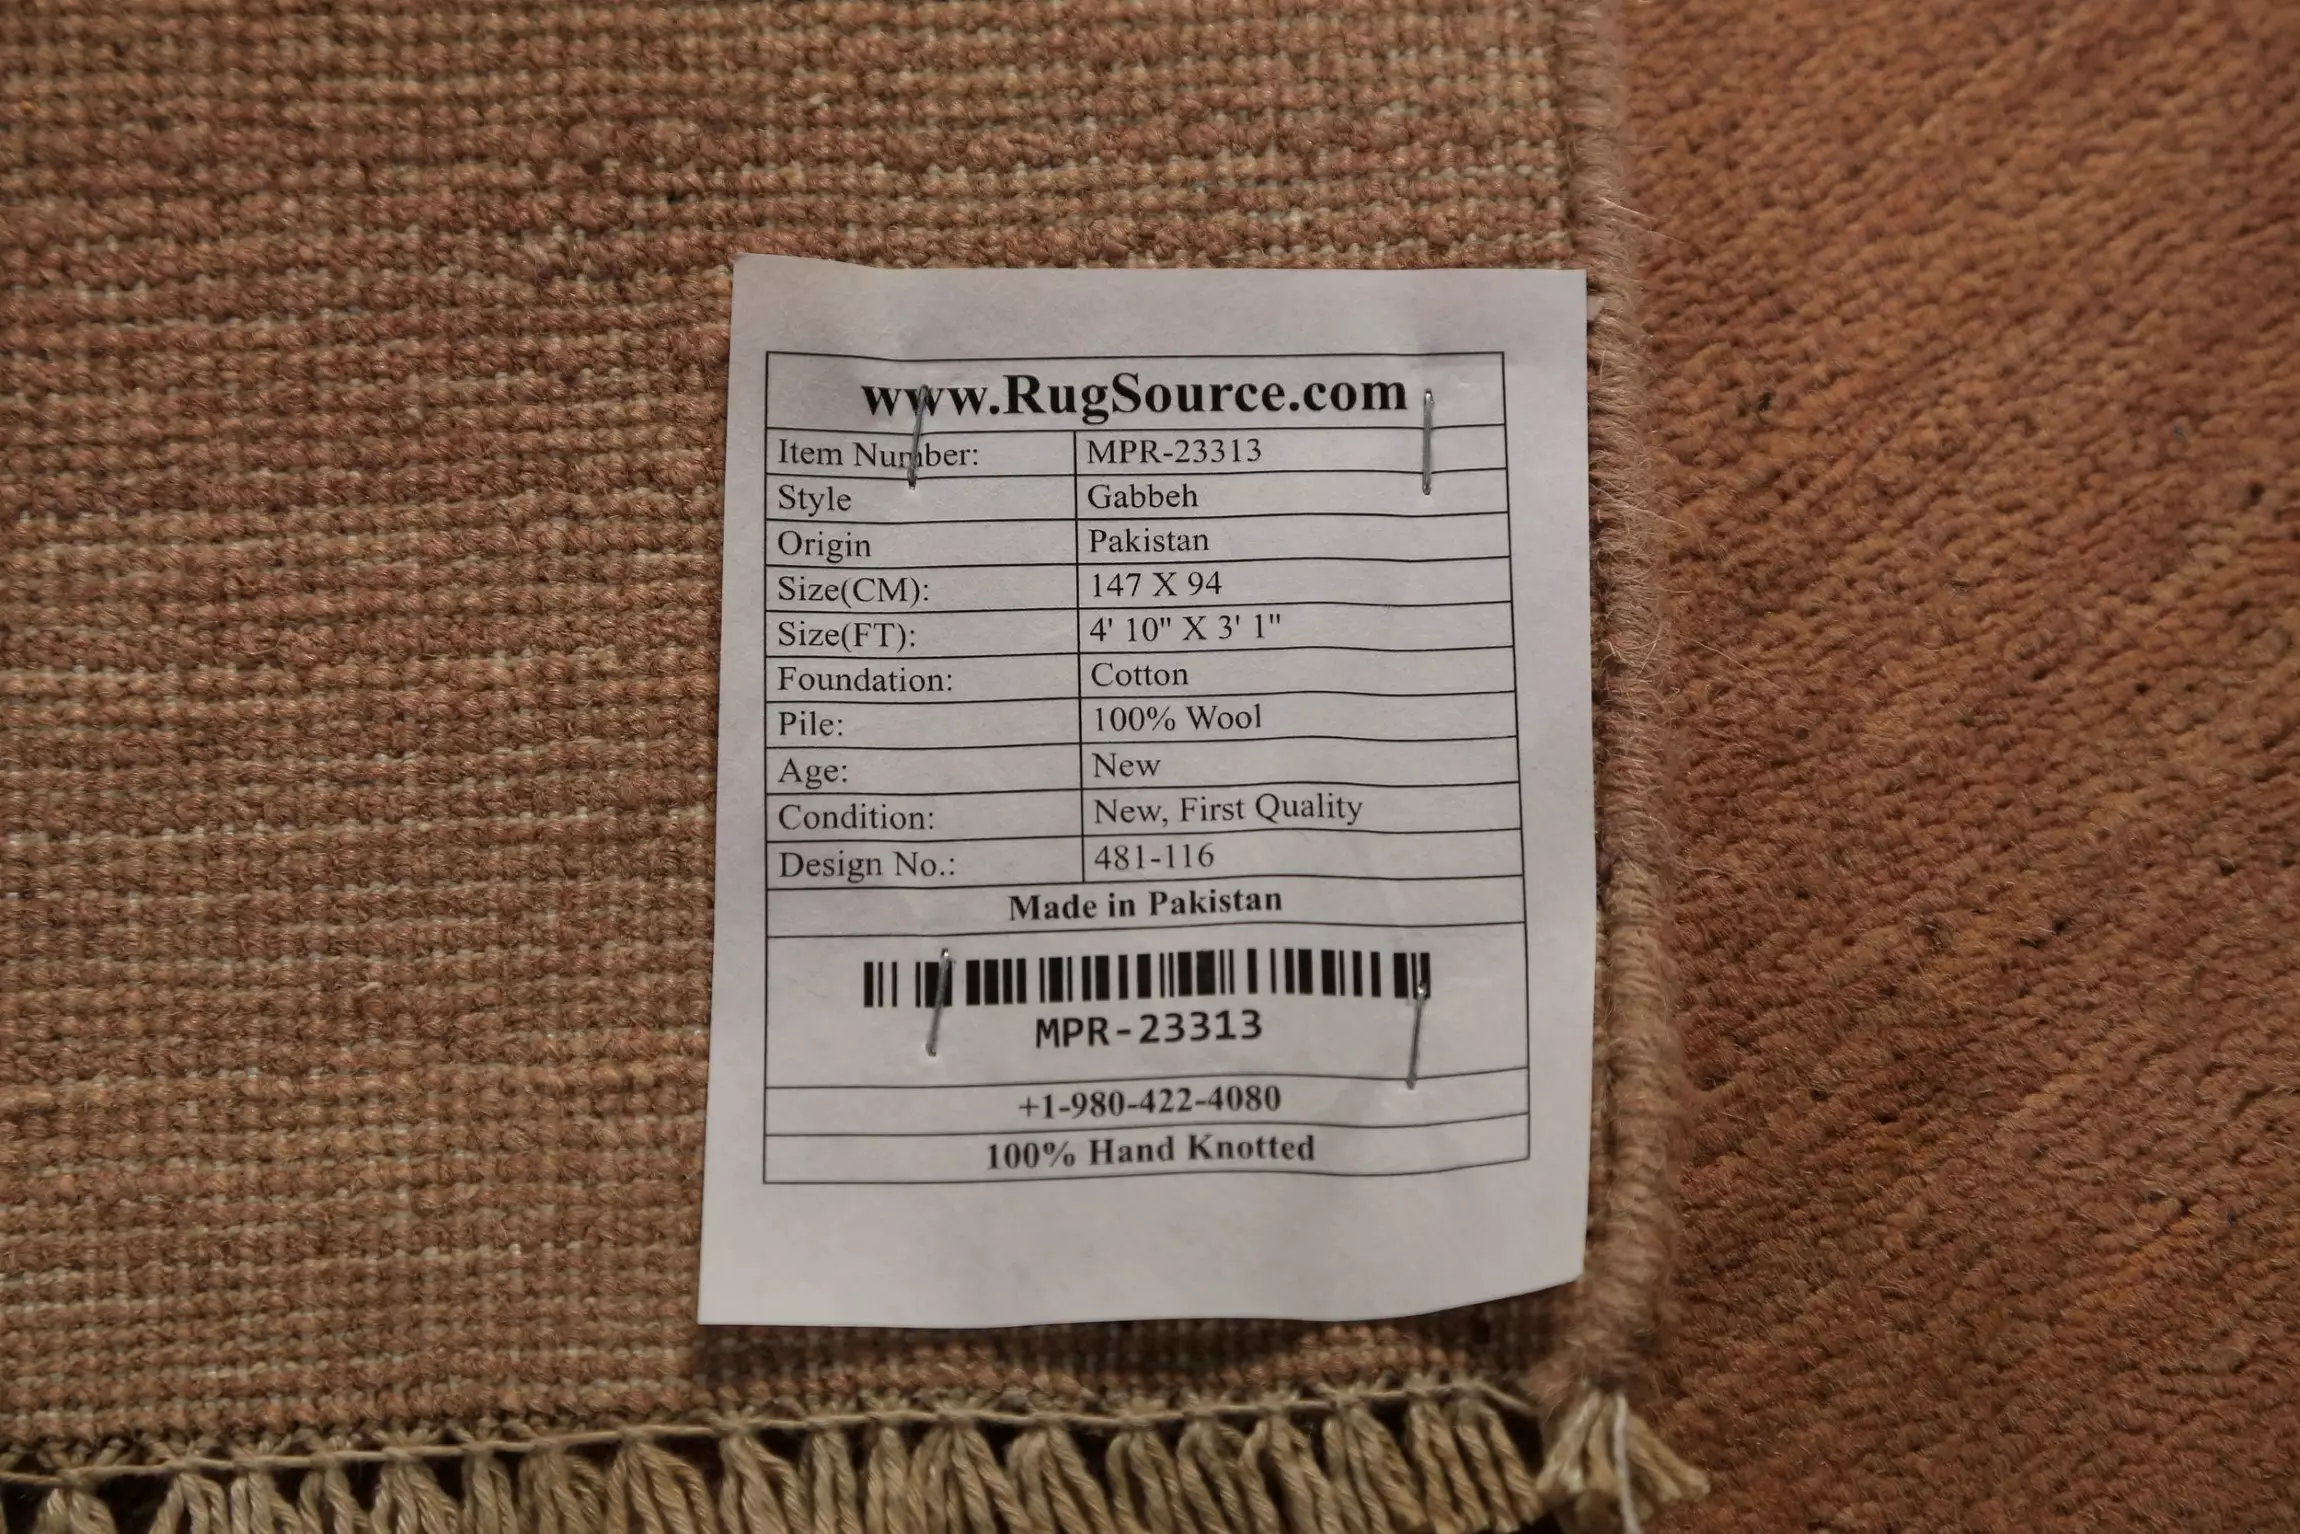 www.RugSource.com
Item Number: MPR-23313
Style Gabbeh
Origin Pakistan
Size(CM): 147 X 94
Size(FT): 4' 10" X 3' 1"
Foundation: Cotton
Pile: 100% Wool
Age: New
Condition: New, First Quality
Design No.: 481-116
Made in Pakistan
MPR-23313
+1-980-422-4080
100% Hand Knotted